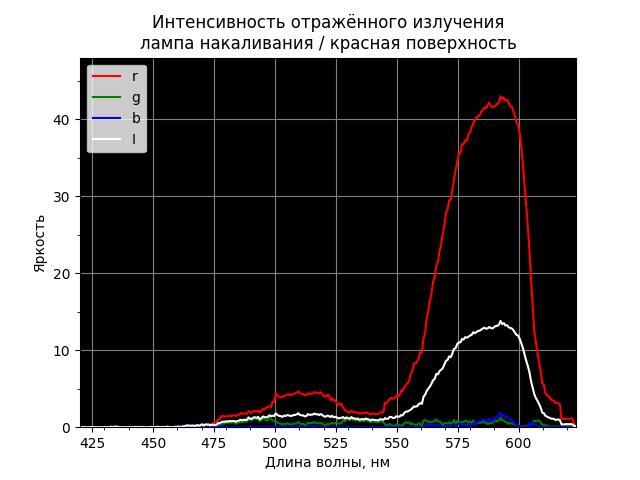 Интенсивность отражённого излучения
лампа накаливания / красная поверхность
r
g
b
I
Яркость
40
30
20
10
0
425 450 475 500 525 550 575 600
Длина волны, нм